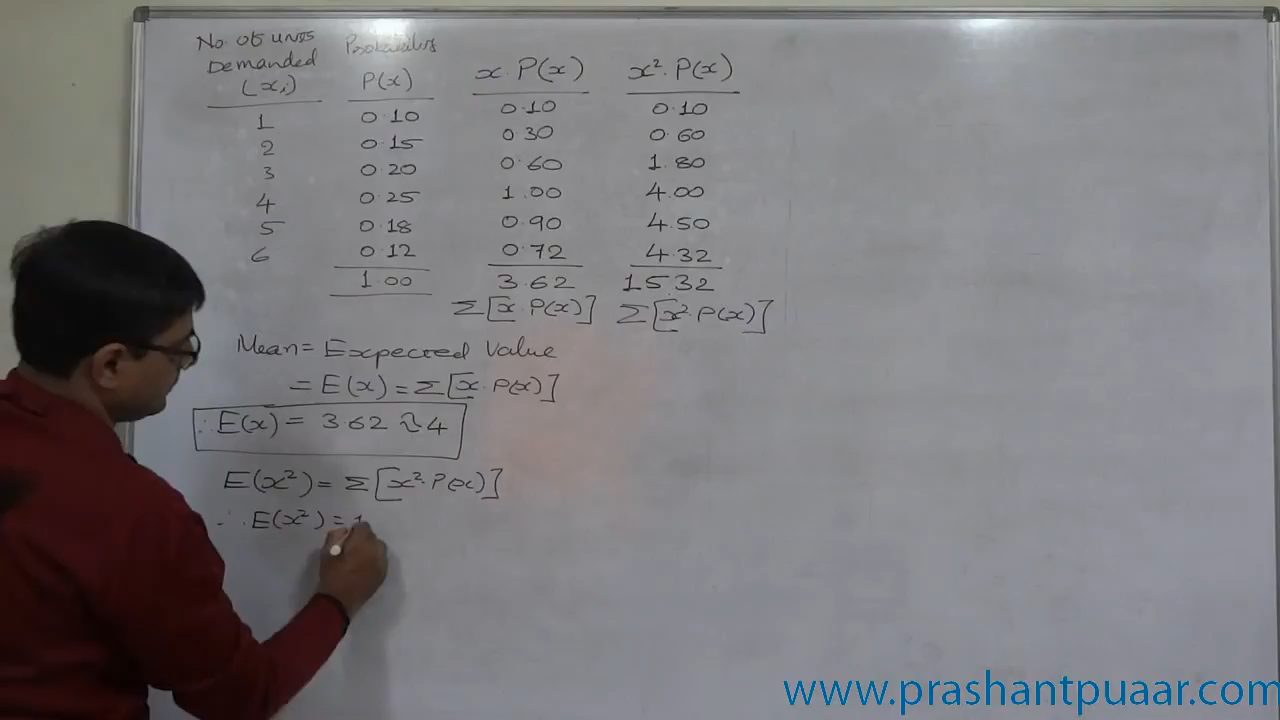 No. of units Probability
Demanded
(xᵢ) P(x) x·P(x) x²·P(x)
1 0.10 0.10 0.10
2 0.15 0.30 0.60
3 0.20 0.60 1.80
4 0.25 1.00 4.00
5 0.18 0.90 4.50
6 0.12 0.72 4.32
1.00 3.62 15.32
Σ[x·P(x)] Σ[x²·P(x)]
Mean = Expected Value
= E(x) = Σ[x·P(x)]
∴ E(x) = 3.62 ≈ 4
E(x²) = Σ[x²·P(x)]
∴ E(x²) = 1
www.prashantpuaar.com